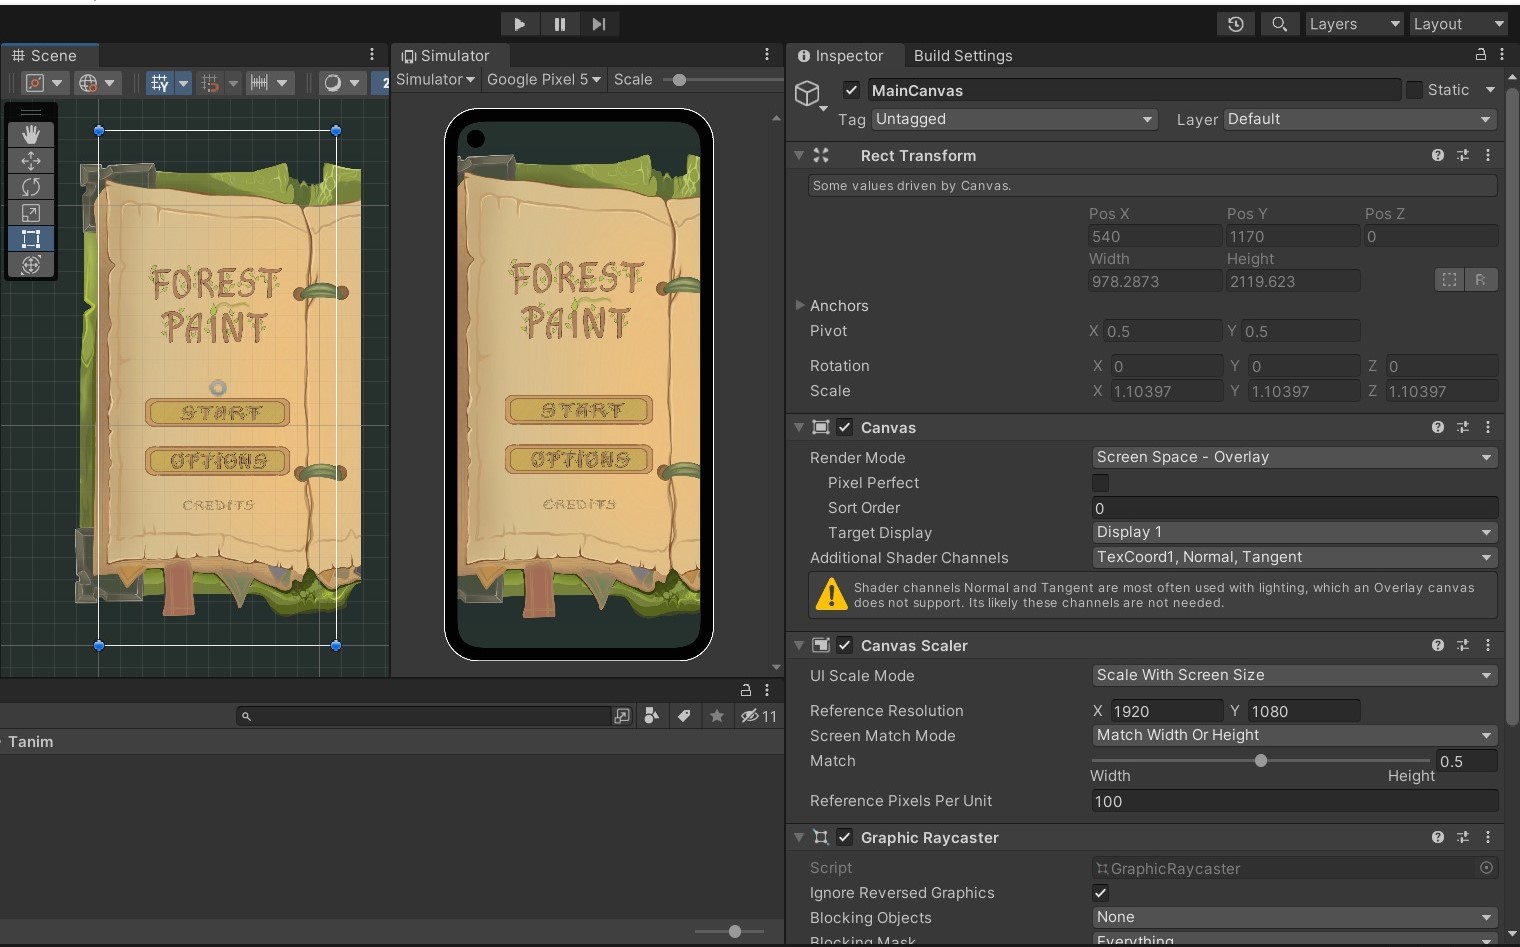 Layers
Layout
Scene
Simulator
Inspector
Build Settings
Simulator
Google Pixel 5
Scale
2
MainCanvas
Static
Tag
Untagged
Layer
Default
Rect Transform
Some values driven by Canvas.
Pos X
Pos Y
Pos Z
540
1170
0
Width
Height
978.2873
2119.623
R
Anchors
Pivot
X 0.5
Y 0.5
Rotation
X 0
Y 0
Z 0
Scale
X 1.10397
Y 1.10397
Z 1.10397
FOREST
PAINT
START
OPTIONS
CREDITS
FOREST
PAINT
START
OPTIONS
CREDITS
Canvas
Render Mode
Screen Space - Overlay
Pixel Perfect
Sort Order
0
Target Display
Display 1
Additional Shader Channels
TexCoord1, Normal, Tangent
Shader channels Normal and Tangent are most often used with lighting, which an Overlay canvas
does not support. Its likely these channels are not needed.
Canvas Scaler
UI Scale Mode
Scale With Screen Size
Reference Resolution
X 1920
Y 1080
Screen Match Mode
Match Width Or Height
Match
0.5
Width
Height
Reference Pixels Per Unit
100
Graphic Raycaster
Script
GraphicRaycaster
Ignore Reversed Graphics
Blocking Objects
None
Blocking Mask
Everything
11
Tanim